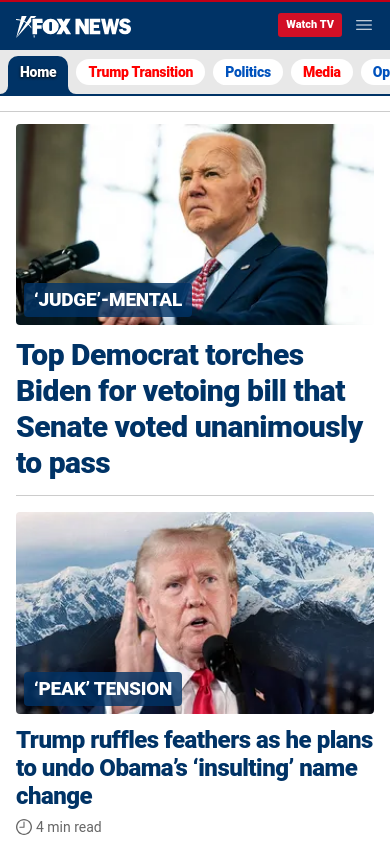 FOX NEWS
Watch TV
Home
Trump Transition
Politics
Media
Op
‘JUDGE’-MENTAL
Top Democrat torches
Biden for vetoing bill that
Senate voted unanimously
to pass
‘PEAK’ TENSION
Trump ruffles feathers as he plans
to undo Obama’s ‘insulting’ name
change
4 min read